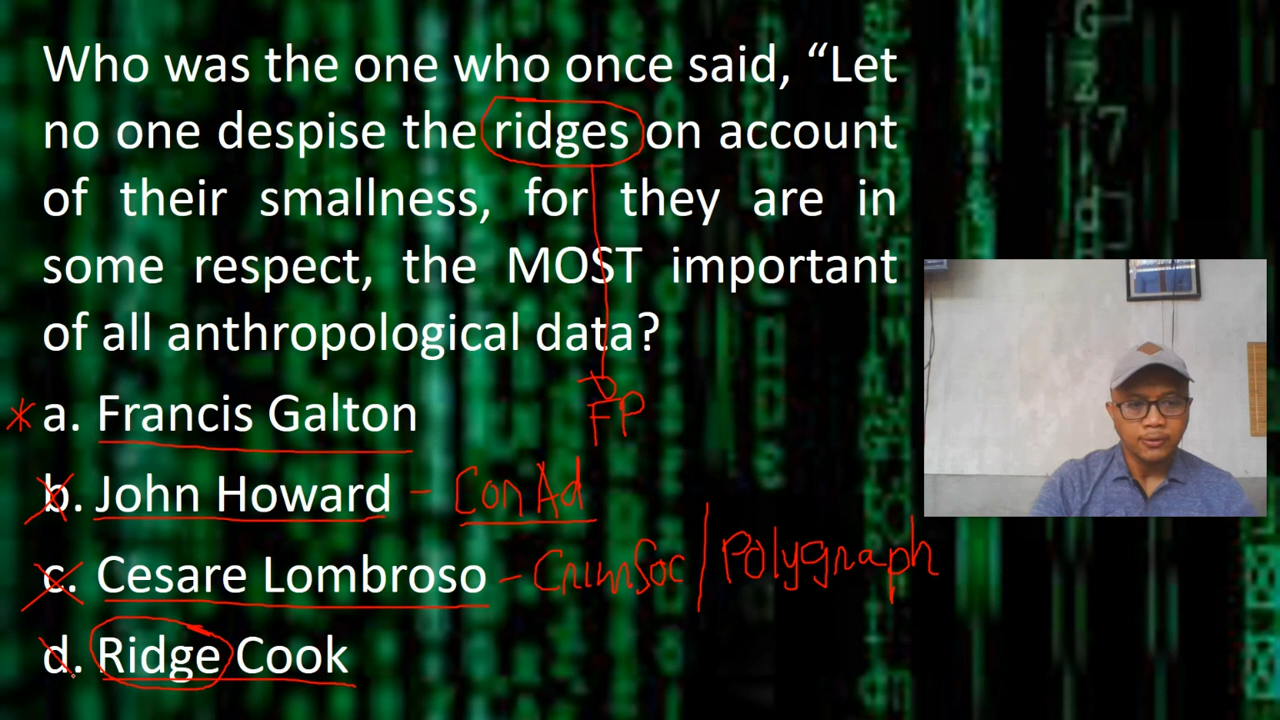 Who was the one who once said, “Let
no one despise the ridges on account
of their smallness, for they are in
some respect, the MOST important
of all anthropological data?
* a. Francis Galton
FP
b. John Howard - Con Ad
c. Cesare Lombroso - CrimSoc | Polygraph
d. Ridge Cook